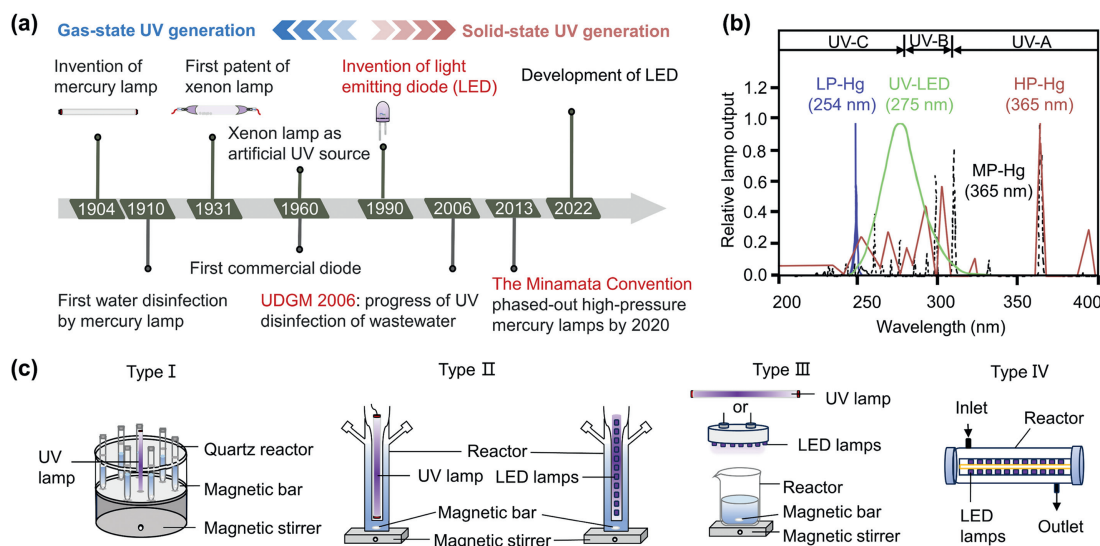 (a)
Gas-state UV generation
Solid-state UV generation
Invention of
mercury lamp
First patent of
xenon lamp
Xenon lamp as
artificial UV source
Invention of light
emitting diode (LED)
Development of LED
1904
1910
1931
1960
1990
2006
2013
2022
First water disinfection
by mercury lamp
First commercial diode
UDGM 2006: progress of UV
disinfection of wastewater
The Minamata Convention
phased-out high-pressure
mercury lamps by 2020
(b)
UV-C
UV-B
UV-A
LP-Hg
(254 nm)
UV-LED
(275 nm)
HP-Hg
(365 nm)
MP-Hg
(365 nm)
Relative lamp output
1.2
1.0
0.8
0.6
0.4
0.2
0.0
200
250
300
350
400
Wavelength (nm)
(c)
Type Ⅰ
UV
lamp
Quartz reactor
Magnetic bar
Magnetic stirrer
Type Ⅱ
Reactor
UV lamp
LED lamps
Magnetic bar
Magnetic stirrer
Type Ⅲ
UV lamp
or
LED lamps
Reactor
Magnetic bar
Magnetic stirrer
Type Ⅳ
Inlet
Reactor
LED
lamps
Outlet